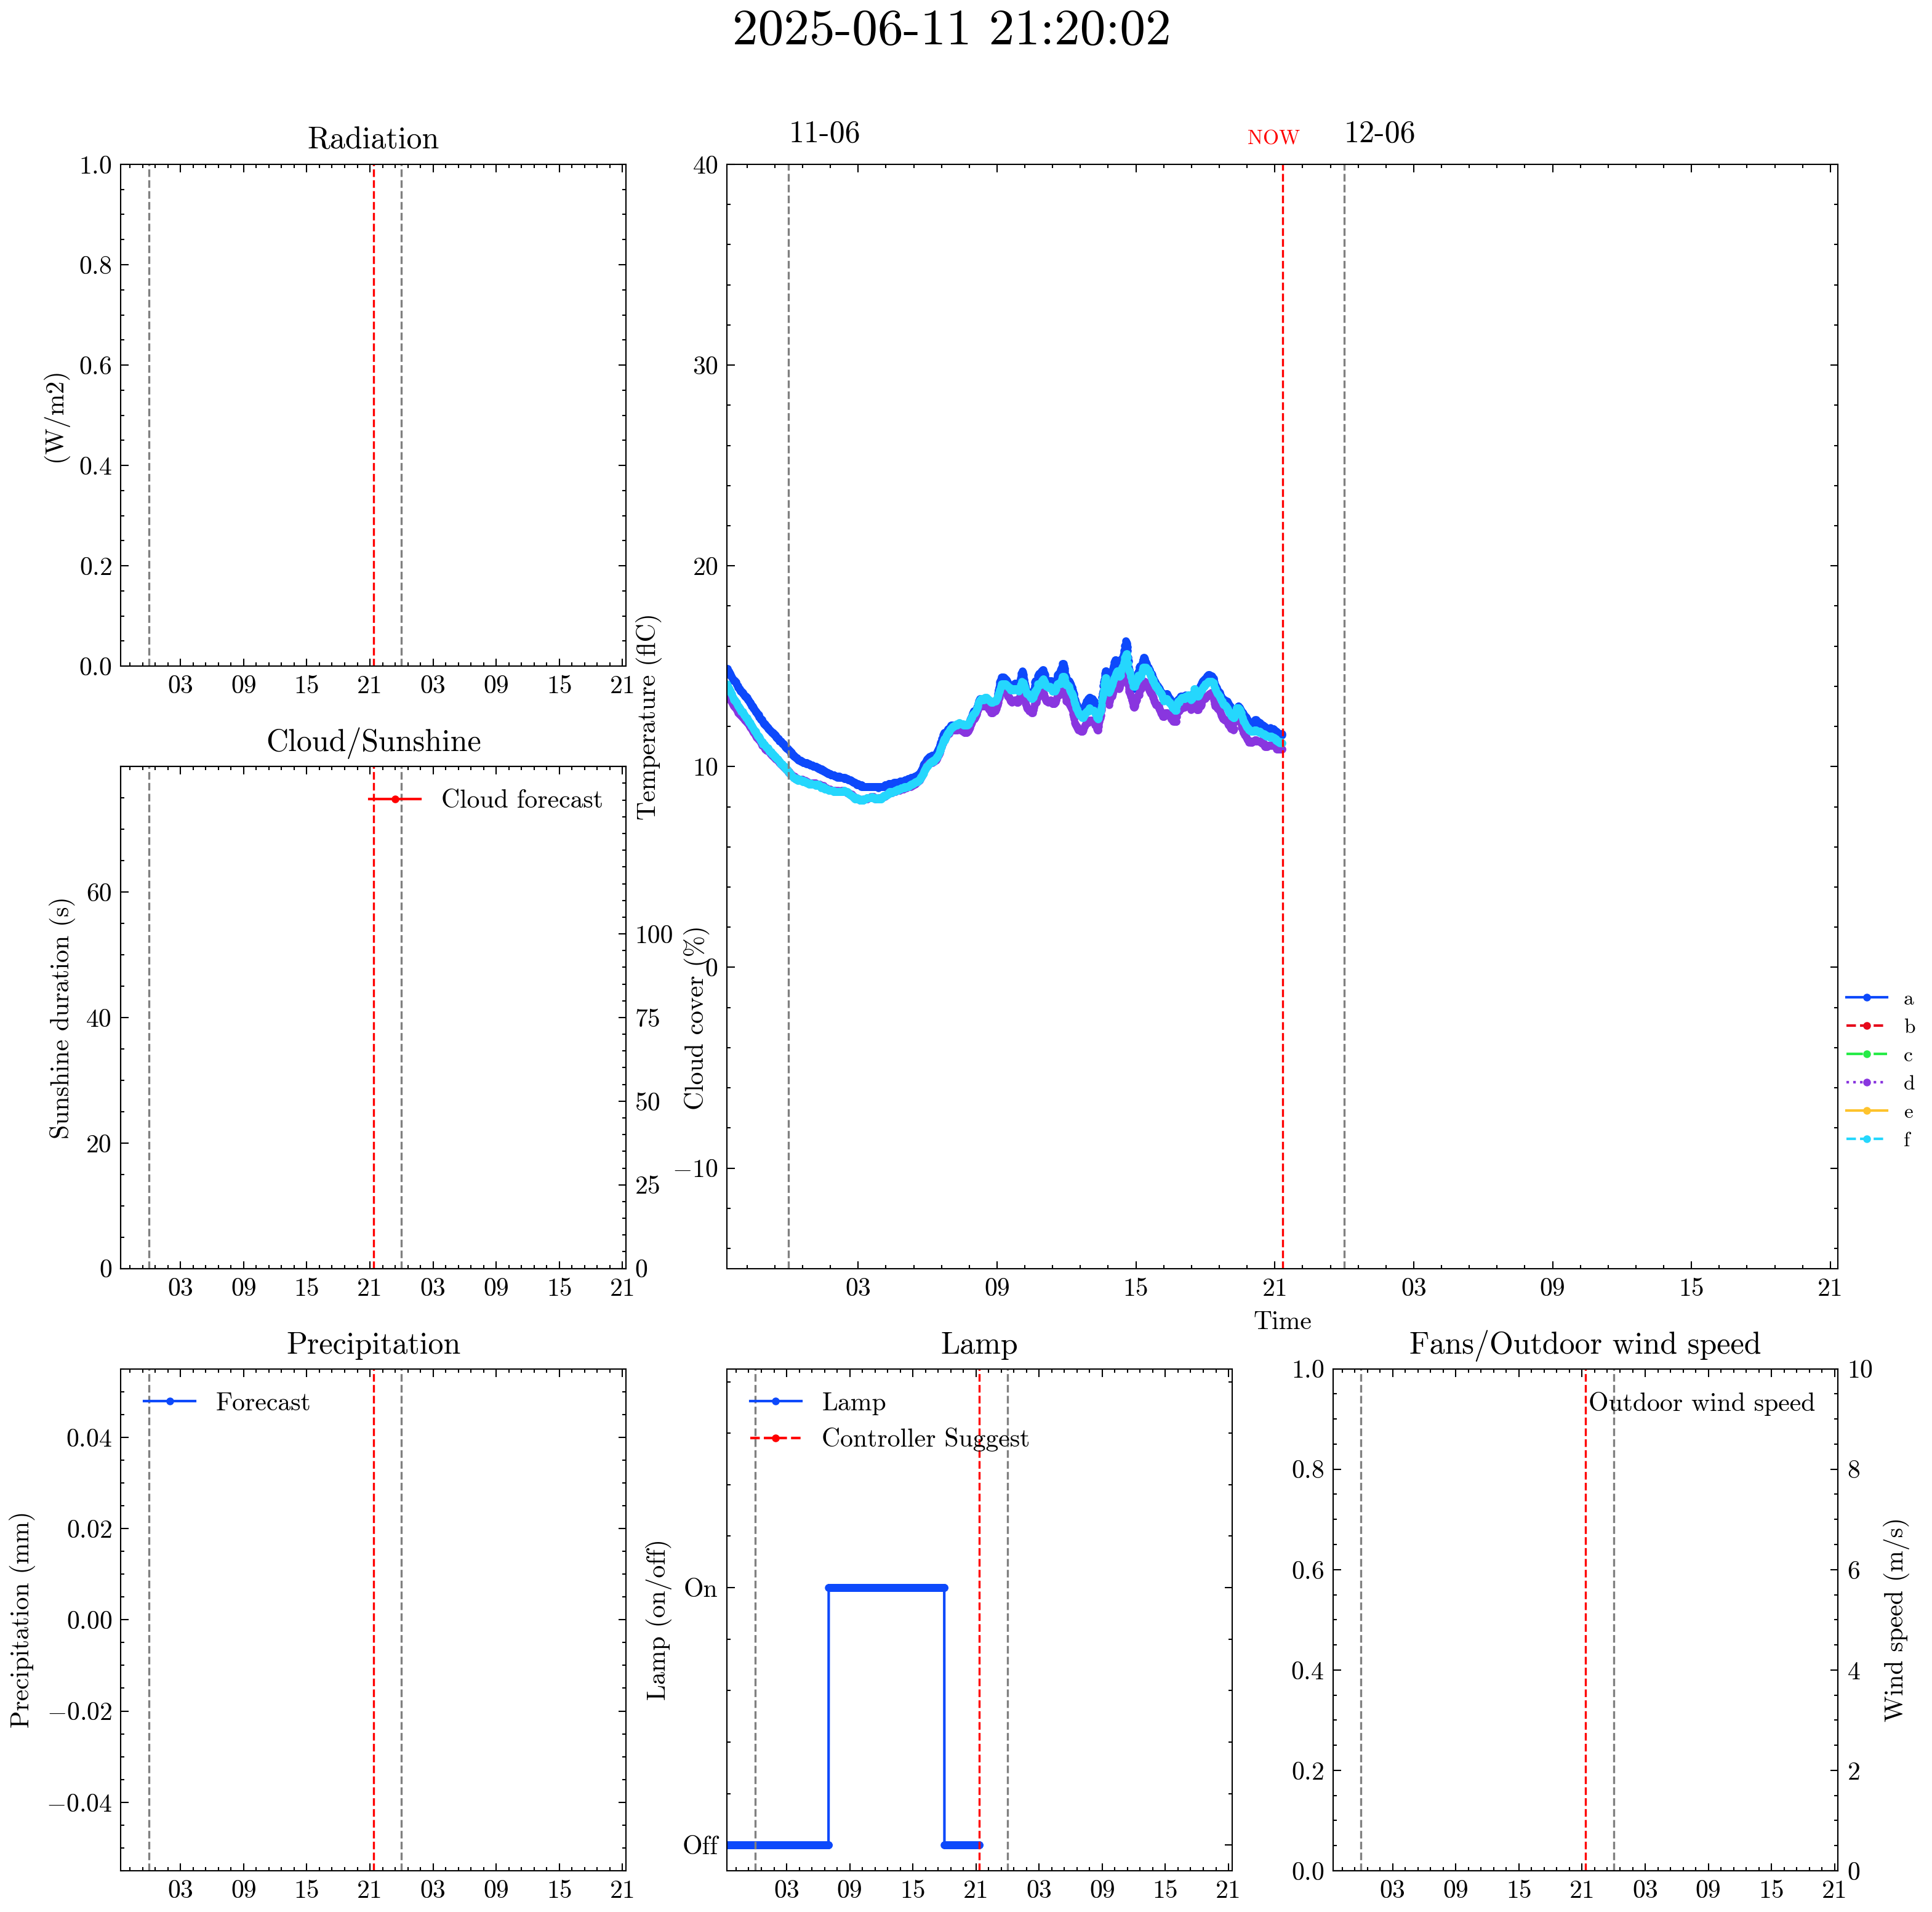 2025-06-11 21:20:02
Radiation
1.0
0.8
0.6
0.4
0.2
0.0
(W/m2)
03 09 15 21 03 09 15 21
11-06 NOW 12-06
40
30
20
10
0
−10
Temperature (flC)
03 09 15 21 03 09 15 21
Time
a
b
c
d
e
f
Cloud/Sunshine
Cloud forecast
60
40
20
0
Sunshine duration (s)
100
75
50
25
0
Cloud cover (%)
03 09 15 21 03 09 15 21
Precipitation
Forecast
0.04
0.02
0.00
−0.02
−0.04
Precipitation (mm)
03 09 15 21 03 09 15 21
Lamp
Lamp
Controller Suggest
On
Off
Lamp (on/off)
03 09 15 21 03 09 15 21
Fans/Outdoor wind speed
Outdoor wind speed
1.0
0.8
0.6
0.4
0.2
0.0
10
8
6
4
2
0
Wind speed (m/s)
03 09 15 21 03 09 15 21